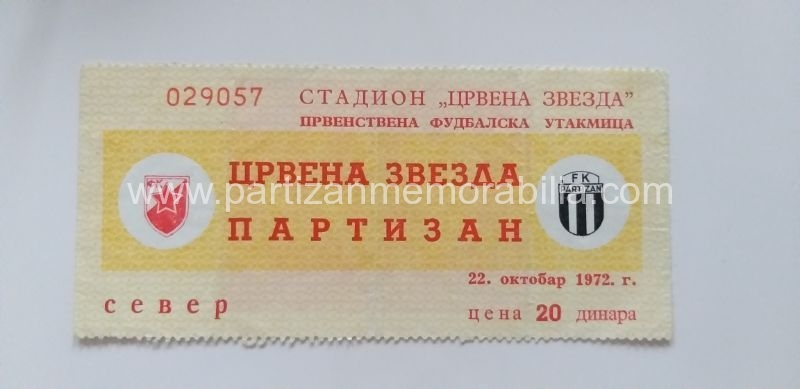 029057 СТАДИОН „ЦРВЕНА ЗВЕЗДА”
ПРВЕНСТВЕНА ФУДБАЛСКА УТАКМИЦА
ЦРВЕНА ЗВЕЗДА
FK
PARTIZAN
www.partizanmemorabilia.com
ПАРТИЗАН
22. октобар 1972. г.
север
цена 20 динара